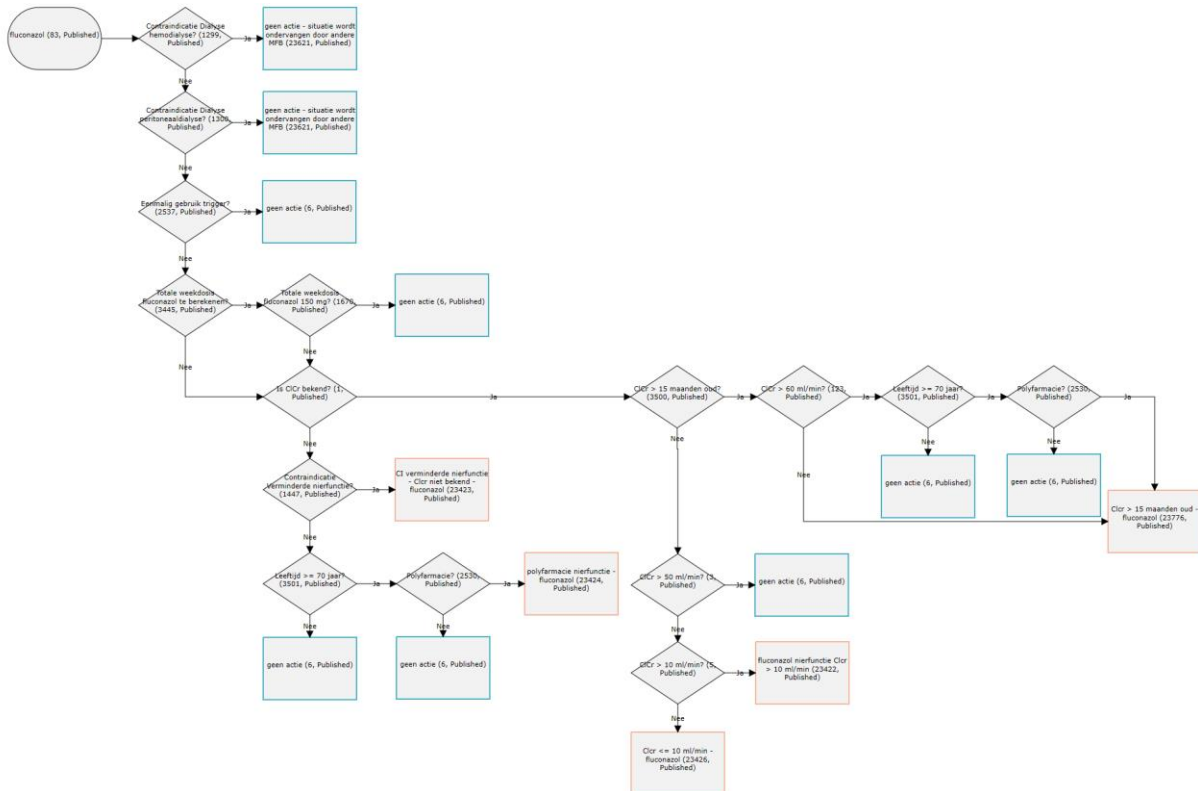 fluconazol (83, Published)
Contraindicatie Dialyse
hemodialyse? (1299,
Published)
Ja
geen actie - situatie wordt
ondervangen door andere
MFB (23621, Published)
Nee
Contraindicatie Dialyse
peritoneaaldialyse? (1300,
Published)
Ja
geen actie - situatie wordt
ondervangen door andere
MFB (23621, Published)
Nee
Eenmalig gebruik trigger?
(2537, Published)
Ja
geen actie (6, Published)
Nee
Totale weekdosis
fluconazol te berekenen?
(3445, Published)
Ja
Totale weekdosis
fluconazol 150 mg? (1670,
Published)
Ja
geen actie (6, Published)
Nee
Nee
Is ClCr bekend? (1,
Published)
Ja
ClCr > 15 maanden oud?
(3500, Published)
Ja
ClCr > 60 ml/min? (123,
Published)
Ja
Leeftijd >= 70 jaar?
(3501, Published)
Ja
Polyfarmacie? (2530,
Published)
Ja
Nee
Nee
Nee
Nee
Nee
geen actie (6, Published)
geen actie (6, Published)
Clcr > 15 maanden oud -
fluconazol (23776,
Published)
Contraindicatie
Verminderde nierfunctie?
(1447, Published)
Ja
CI verminderde nierfunctie
- Clcr niet bekend -
fluconazol (23423,
Published)
Nee
Leeftijd >= 70 jaar?
(3501, Published)
Ja
Polyfarmacie? (2530,
Published)
Ja
polyfarmacie nierfunctie -
fluconazol (23424,
Published)
Nee
Nee
geen actie (6, Published)
geen actie (6, Published)
ClCr > 50 ml/min? (3,
Published)
Ja
geen actie (6, Published)
Nee
ClCr > 10 ml/min? (5,
Published)
Ja
fluconazol nierfunctie Clcr
> 10 ml/min (23422,
Published)
Nee
Clcr <= 10 ml/min -
fluconazol (23426,
Published)